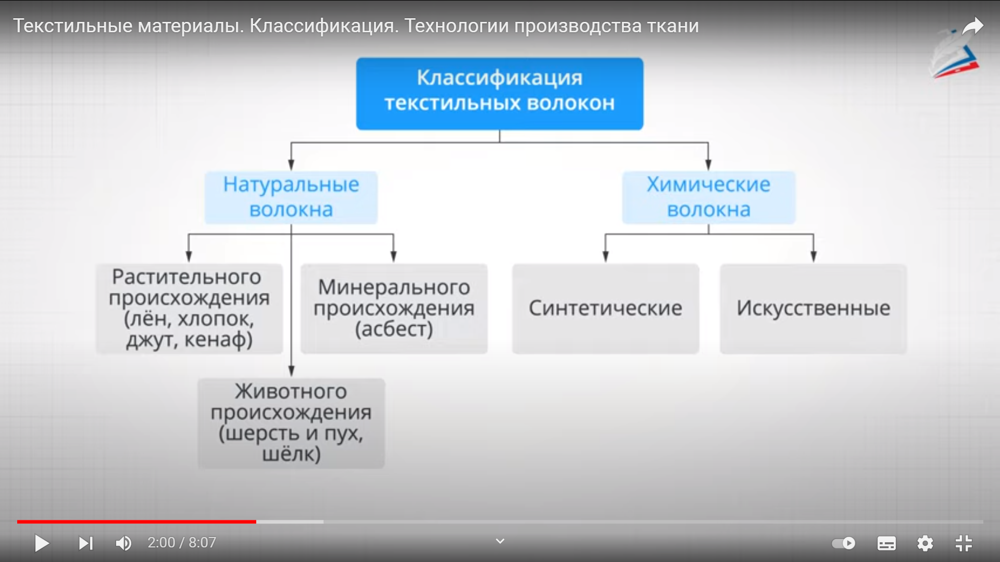 Текстильные материалы. Классификация. Технологии производства ткани
Классификация
текстильных волокон
Натуральные
волокна
Химические
волокна
Растительного
происхождения
(лён, хлопок,
джут, кенаф)
Минерального
происхождения
(асбест)
Синтетические
Искусственные
Животного
происхождения
(шерсть и пух,
шёлк)
2:00 / 8:07